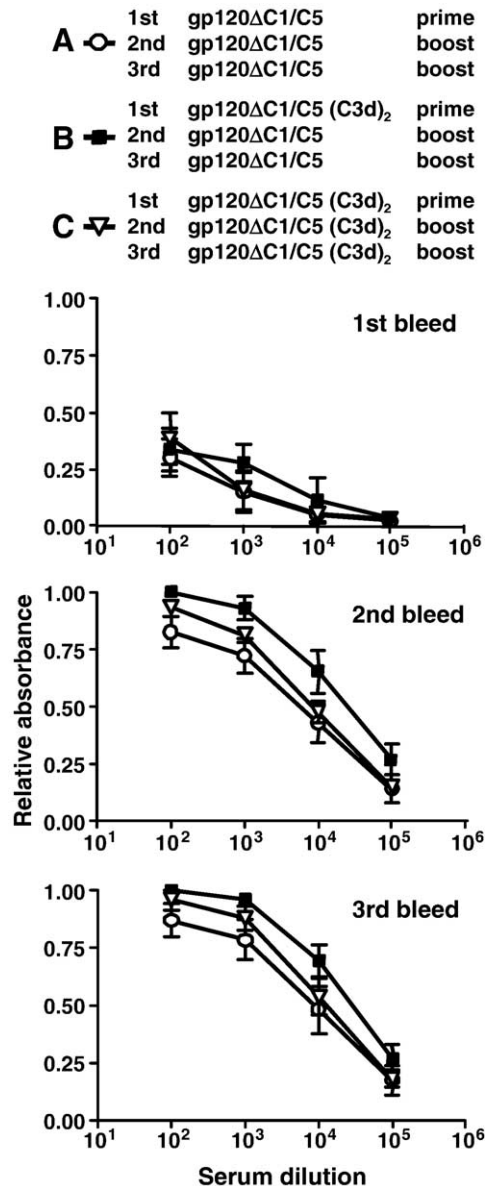 A 1st gp120ΔC1/C5 prime
2nd gp120ΔC1/C5 boost
3rd gp120ΔC1/C5 boost
B 1st gp120ΔC1/C5 (C3d)₂ prime
2nd gp120ΔC1/C5 boost
3rd gp120ΔC1/C5 boost
C 1st gp120ΔC1/C5 (C3d)₂ prime
2nd gp120ΔC1/C5 (C3d)₂ boost
3rd gp120ΔC1/C5 (C3d)₂ boost
1st bleed
1.00
0.75
0.50
0.25
0.00
10¹ 10² 10³ 10⁴ 10⁵ 10⁶
2nd bleed
1.00
0.75
0.50
0.25
0.00
10¹ 10² 10³ 10⁴ 10⁵ 10⁶
Relative absorbance
3rd bleed
1.00
0.75
0.50
0.25
0.00
10¹ 10² 10³ 10⁴ 10⁵ 10⁶
Serum dilution